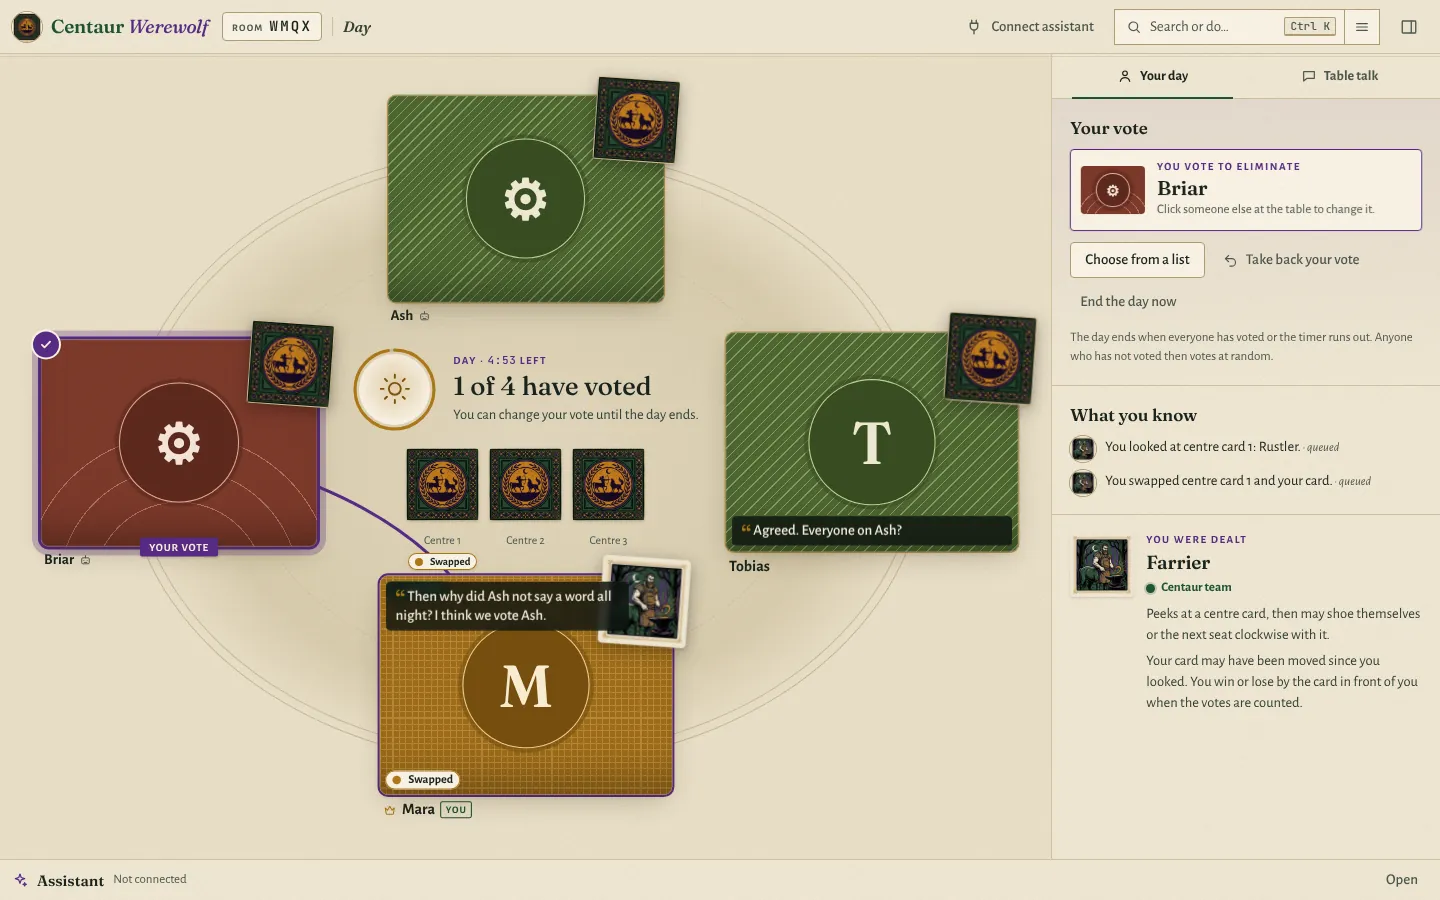 Centaur Werewolf
ROOM WMQX
Day
Connect assistant
Search or do...
Ctrl K
Ash
Briar
YOUR VOTE
DAY · 4:53 LEFT
1 of 4 have voted
You can change your vote until the day ends.
Centre 1
Centre 2
Centre 3
Swapped
T
“Agreed. Everyone on Ash?
Tobias
“Then why did Ash not say a word all
night? I think we vote Ash.
M
Swapped
Mara YOU
Your day
Table talk
Your vote
YOU VOTE TO ELIMINATE
Briar
Click someone else at the table to change it.
Choose from a list
Take back your vote
End the day now
The day ends when everyone has voted or the timer runs out. Anyone
who has not voted then votes at random.
What you know
You looked at centre card 1: Rustler. · queued
You swapped centre card 1 and your card. · queued
YOU WERE DEALT
Farrier
Centaur team
Peeks at a centre card, then may shoe themselves
or the next seat clockwise with it.
Your card may have been moved since you
looked. You win or lose by the card in front of you
when the votes are counted.
Assistant Not connected
Open